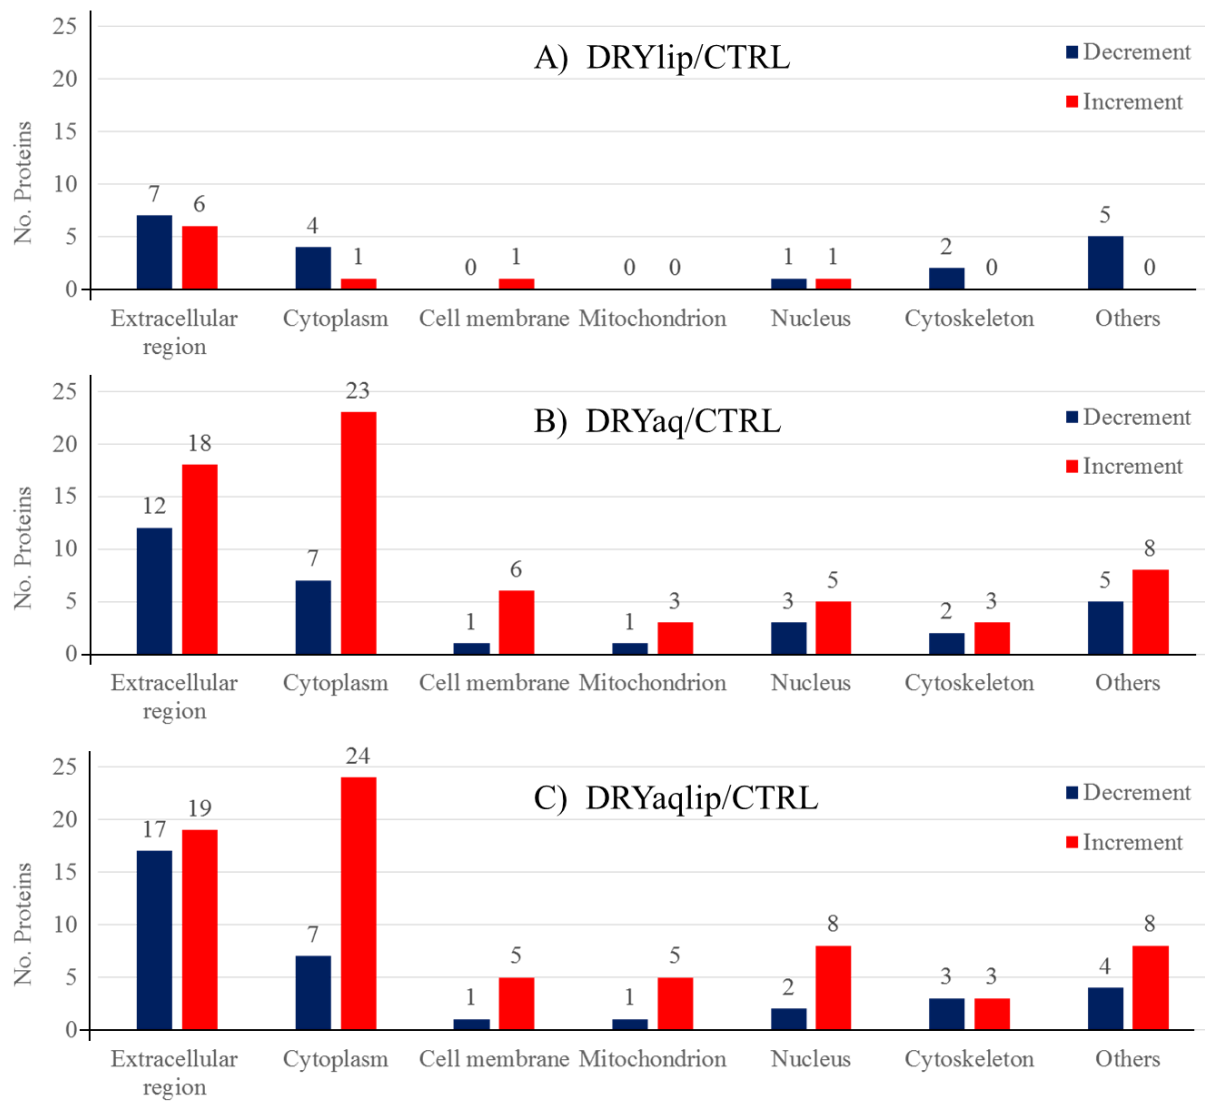 A) DRYlip/CTRL
Decrement
Increment
No. Proteins
25
20
15
10
5
0
7
6
4
1
0
1
0
0
1
1
2
0
5
0
Extracellular region
Cytoplasm
Cell membrane
Mitochondrion
Nucleus
Cytoskeleton
Others
B) DRYaq/CTRL
Decrement
Increment
No. Proteins
25
20
15
10
5
0
12
18
7
23
1
6
1
3
3
5
2
3
5
8
Extracellular region
Cytoplasm
Cell membrane
Mitochondrion
Nucleus
Cytoskeleton
Others
C) DRYaqlip/CTRL
Decrement
Increment
No. Proteins
25
20
15
10
5
0
17
19
7
24
1
5
1
5
2
8
3
3
4
8
Extracellular region
Cytoplasm
Cell membrane
Mitochondrion
Nucleus
Cytoskeleton
Others